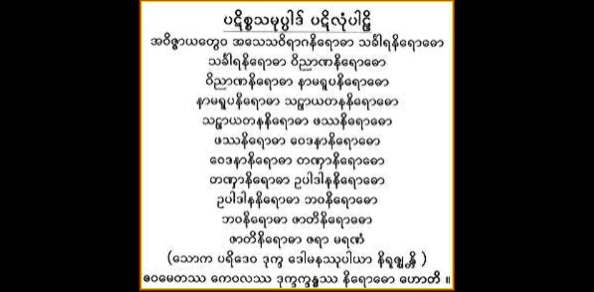 ပဋိစ္စသမုပ္ပါဒ် ပဋိလုံပါဠိ
အဝိဇ္ဇာယတွေဝ အသေသဝိရာဂနိရောဓာ သင်္ခါရနိရောဓော
သင်္ခါရနိရောဓာ ဝိညာဏနိရောဓော
ဝိညာဏနိရောဓာ နာမရူပနိရောဓော
နာမရူပနိရောဓာ သဠာယတနနိရောဓော
သဠာယတနနိရောဓာ ဖဿနိရောဓော
ဖဿနိရောဓာ ဝေဒနာနိရောဓော
ဝေဒနာနိရောဓာ တဏှာနိရောဓော
တဏှာနိရောဓာ ဥပါဒါနနိရောဓော
ဥပါဒါနနိရောဓာ ဘဝနိရောဓော
ဘဝနိရောဓာ ဇာတိနိရောဓော
ဇာတိနိရောဓာ ဇရာ မရဏံ
(သောက ပရိဒေဝ ဒုက္ခ ဒေါမနဿုပါယာ နိရုဇ္ဈန္တိ )
ဧဝမေတဿ ကေဝလဿ ဒုက္ခက္ခန္ဓဿ နိရောဓော ဟောတိ ။